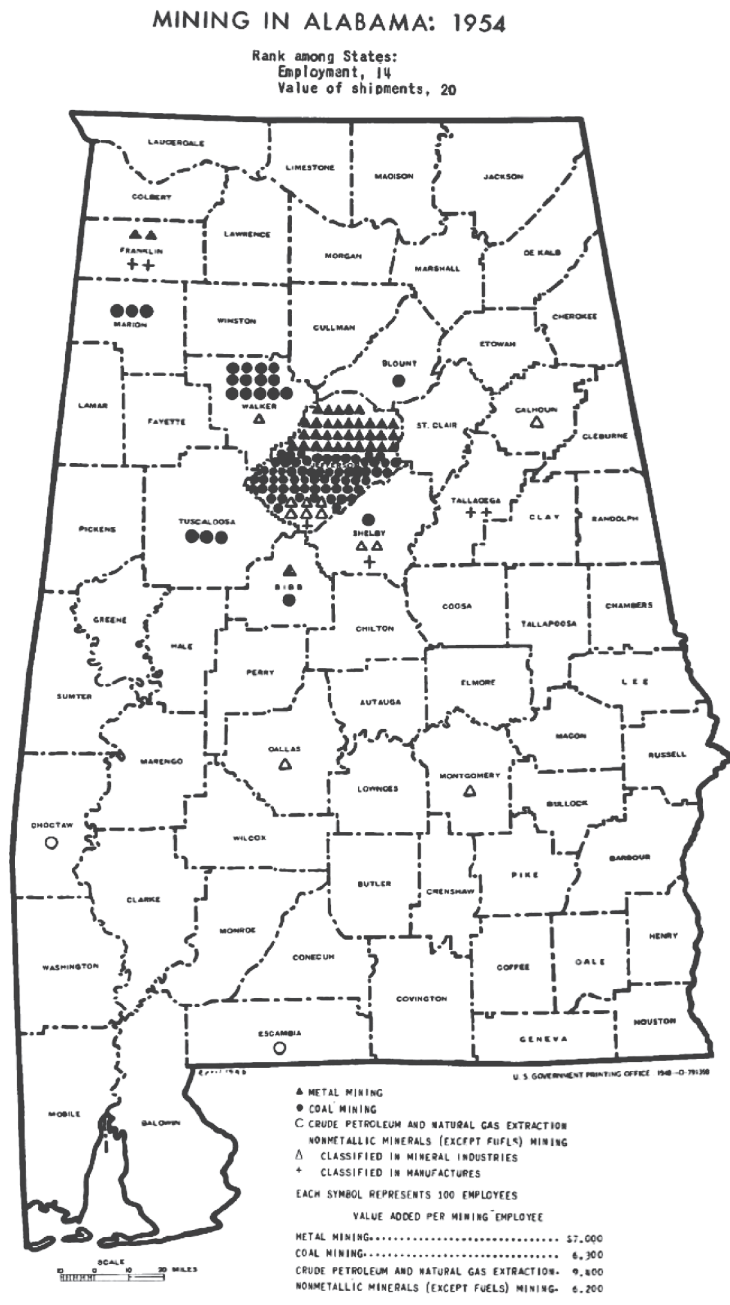 MINING IN ALABAMA: 1954
Rank among States:
Employment, 14
Value of shipments, 20
LAUDERDALE
LIMESTONE
MADISON
JACKSON
COLBERT
LAWRENCE
FRANKLIN
MORGAN
MARSHALL
DE KALB
CHEROKEE
MARION
WINSTON
CULLMAN
ETOWAH
BLOUNT
LAMAR
FAYETTE
WALKER
ST. CLAIR
CALHOUN
CLEBURNE
PICKENS
TUSCALOOSA
SHELBY
TALLADEGA
CLAY
RANDOLPH
BIBB
GREENE
HALE
PERRY
CHILTON
COOSA
TALLAPOOSA
CHAMBERS
SUMTER
AUTAUGA
ELMORE
LEE
MARENGO
DALLAS
LOWNDES
MONTGOMERY
MACON
RUSSELL
BULLOCK
CHOCTAW
WILCOX
BUTLER
CRENSHAW
PIKE
BARBOUR
CLARKE
MONROE
CONECUH
WASHINGTON
COVINGTON
COFFEE
DALE
HENRY
ESCAMBIA
GENEVA
HOUSTON
U. S. GOVERNMENT PRINTING OFFICE 1948-O-791398
MOBILE
BALDWIN
▲ METAL MINING
● COAL MINING
C CRUDE PETROLEUM AND NATURAL GAS EXTRACTION
NONMETALLIC MINERALS (EXCEPT FUELS) MINING
△ CLASSIFIED IN MINERAL INDUSTRIES
+ CLASSIFIED IN MANUFACTURES
EACH SYMBOL REPRESENTS 100 EMPLOYEES
VALUE ADDED PER MINING EMPLOYEE
METAL MINING........................... $7,000
COAL MINING............................ 6,300
CRUDE PETROLEUM AND NATURAL GAS EXTRACTION- 9,800
NONMETALLIC MINERALS (EXCEPT FUELS) MINING- 6,200
SCALE
10 0 10 20 MILES